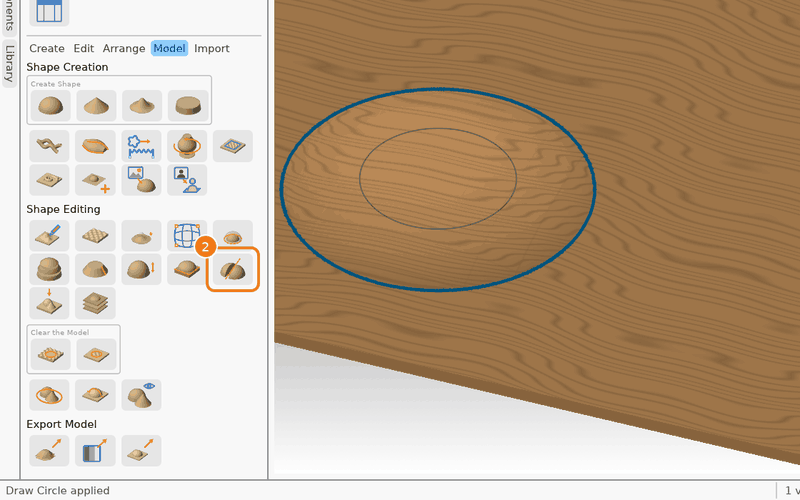 nents
Library
Create Edit Arrange Model Import
Shape Creation
Create Shape
Shape Editing
2
Clear the Model
Export Model
Draw Circle applied
1 v